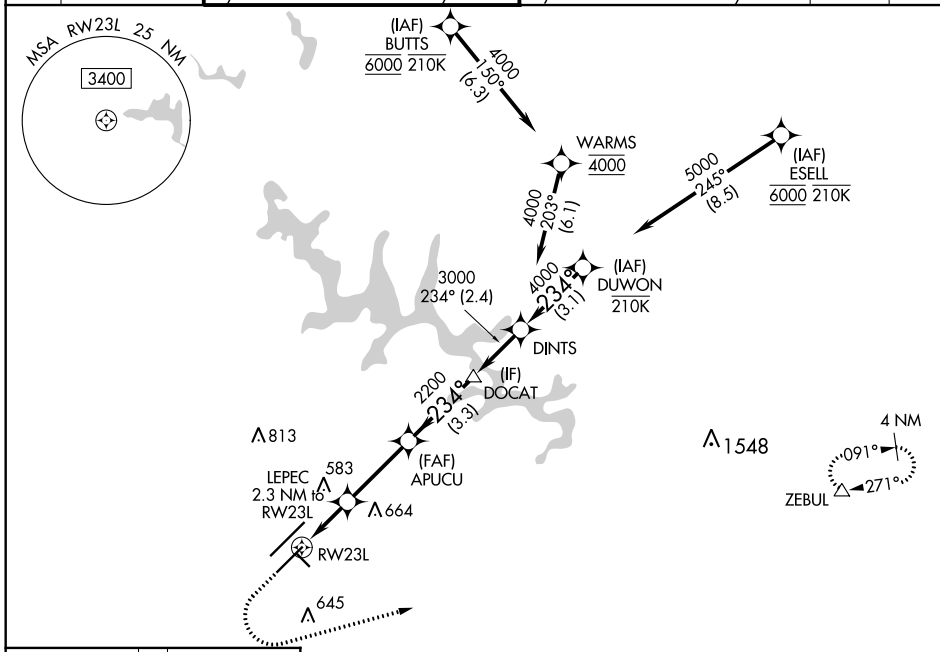 MSA RW23L 25 NM
3400
(IAF)
BUTTS
6000 210K
4000
150°
(6.3)
WARMS
4000
4000
203°
(6.1)
5000
245°
(8.5)
(IAF)
ESELL
6000 210K
(IAF)
DUWON
210K
4000
234°
(3.1)
3000
234° (2.4)
DINTS
(IF)
DOCAT
2200
234°
(3.3)
(FAF)
APUCU
813
583
LEPEC
2.3 NM to
RW23L
664
RW23L
645
1548
4 NM
091°
271°
ZEBUL